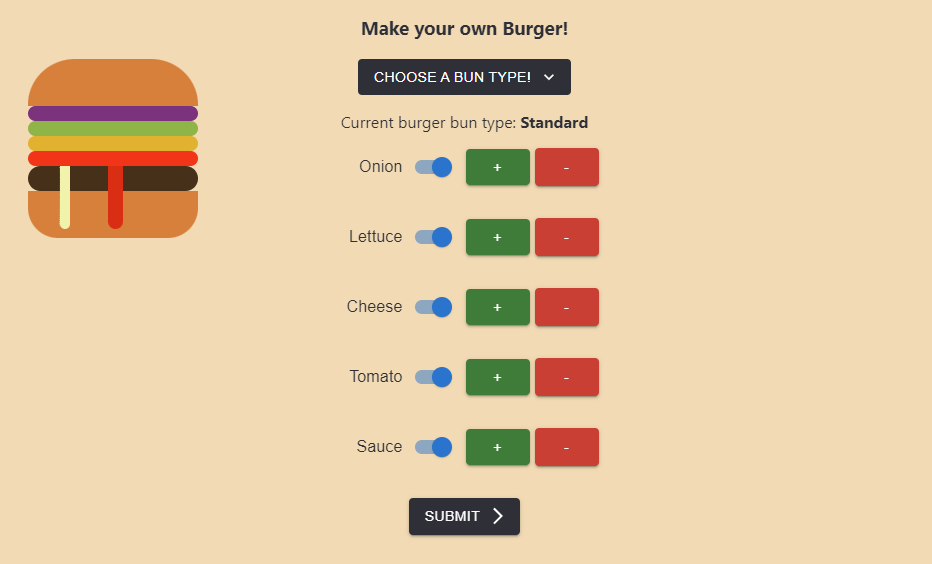 Make your own Burger!
CHOOSE A BUN TYPE!
Current burger bun type: Standard
Onion + -
Lettuce + -
Cheese + -
Tomato + -
Sauce + -
SUBMIT